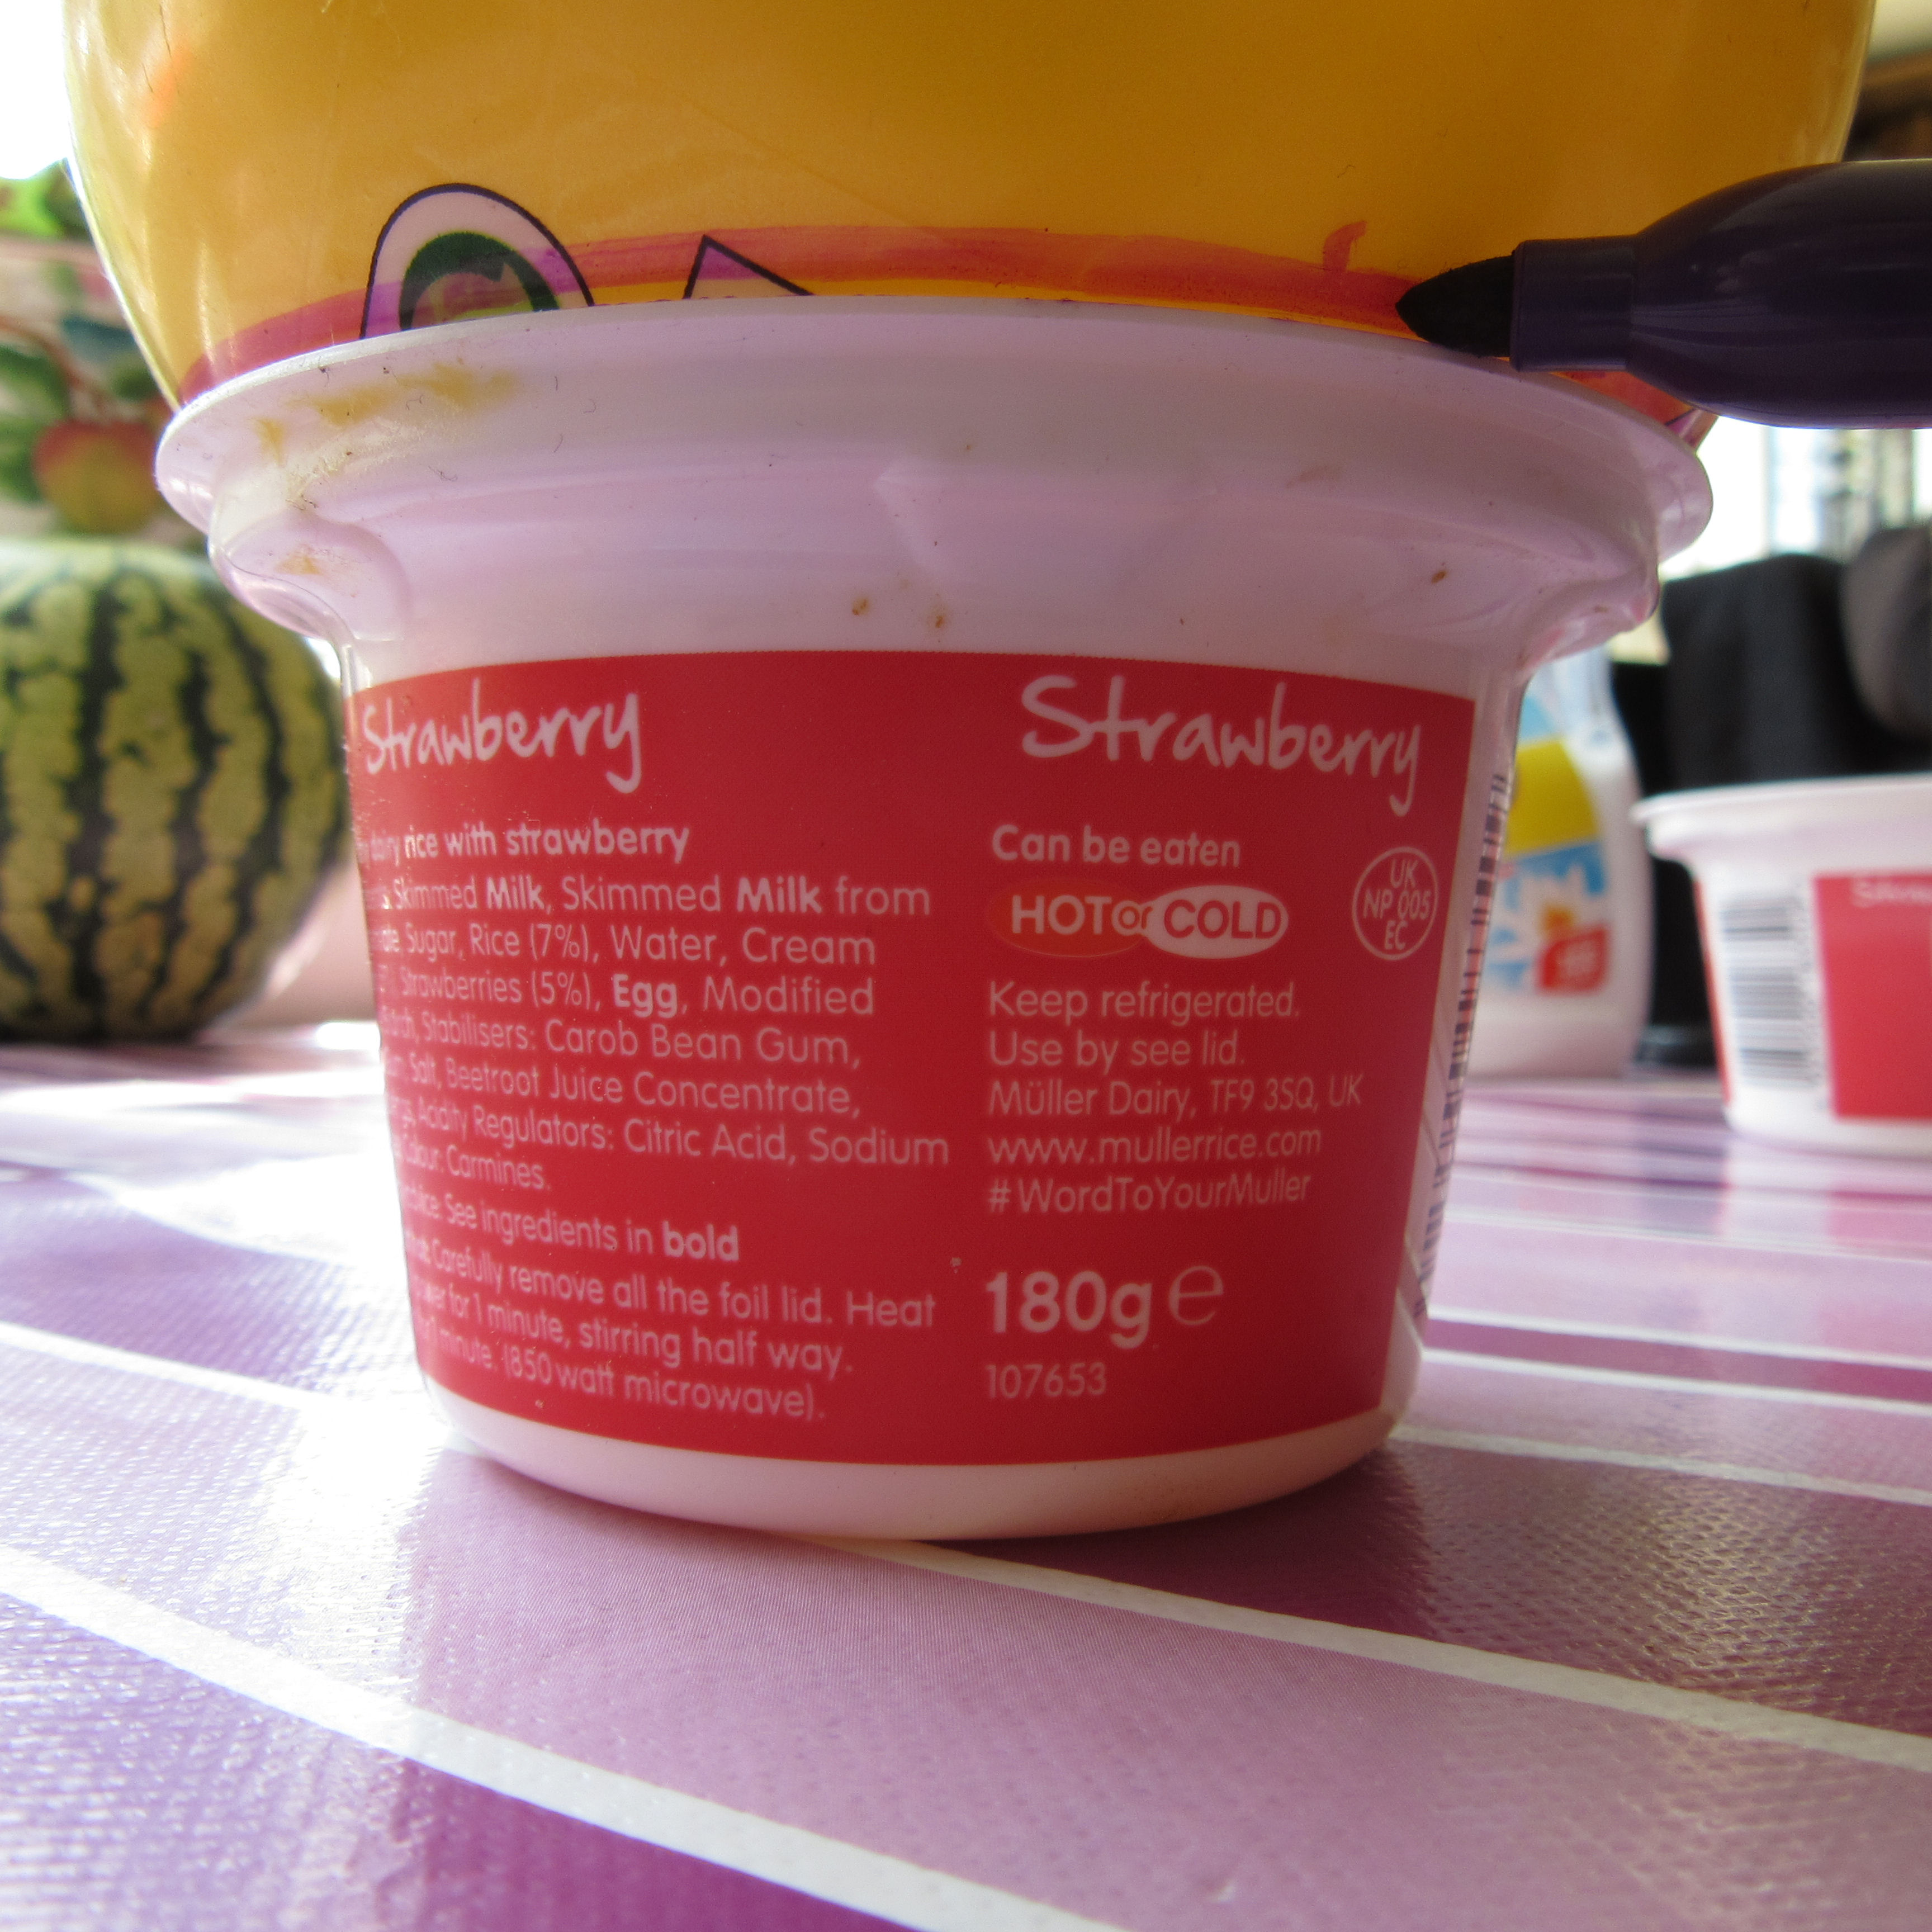 Strawberry
dairy rice with strawberry
Skimmed Milk, Skimmed Milk from
Sugar, Rice (7%), Water, Cream
Strawberries (5%), Egg, Modified
Stabilisers: Carob Bean Gum,
Salt, Beetroot Juice Concentrate,
Acidity Regulators: Citric Acid, Sodium
Colour: Carmines.
See ingredients in bold
Carefully remove all the foil lid. Heat
for 1 minute, stirring half way.
minute. (850 watt microwave).
Strawberry
Can be eaten
HOT or COLD
UK
NP 005
EC
Keep refrigerated.
Use by see lid.
Müller Dairy, TF9 3SQ, UK
www.mullerrice.com
#WordToYourMuller
180g e
107653